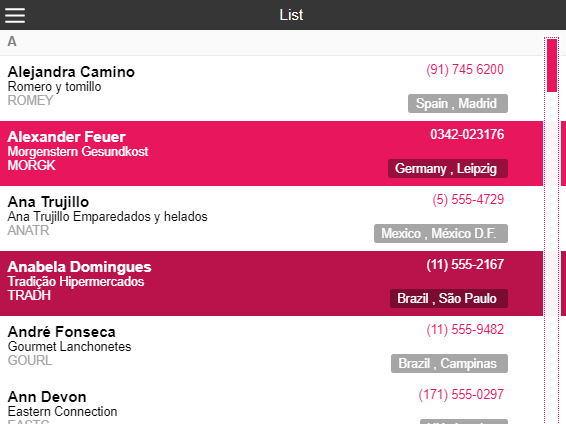 List
A
Alejandra Camino
(91) 745 6200
Romero y tomillo
ROMEY
Spain , Madrid
Alexander Feuer
0342-023176
Morgenstern Gesundkost
MORGK
Germany , Leipzig
Ana Trujillo
(5) 555-4729
Ana Trujillo Emparedados y helados
ANATR
Mexico , México D.F.
Anabela Domingues
(11) 555-2167
Tradição Hipermercados
TRADH
Brazil , São Paulo
André Fonseca
(11) 555-9482
Gourmet Lanchonetes
GOURL
Brazil , Campinas
Ann Devon
(171) 555-0297
Eastern Connection